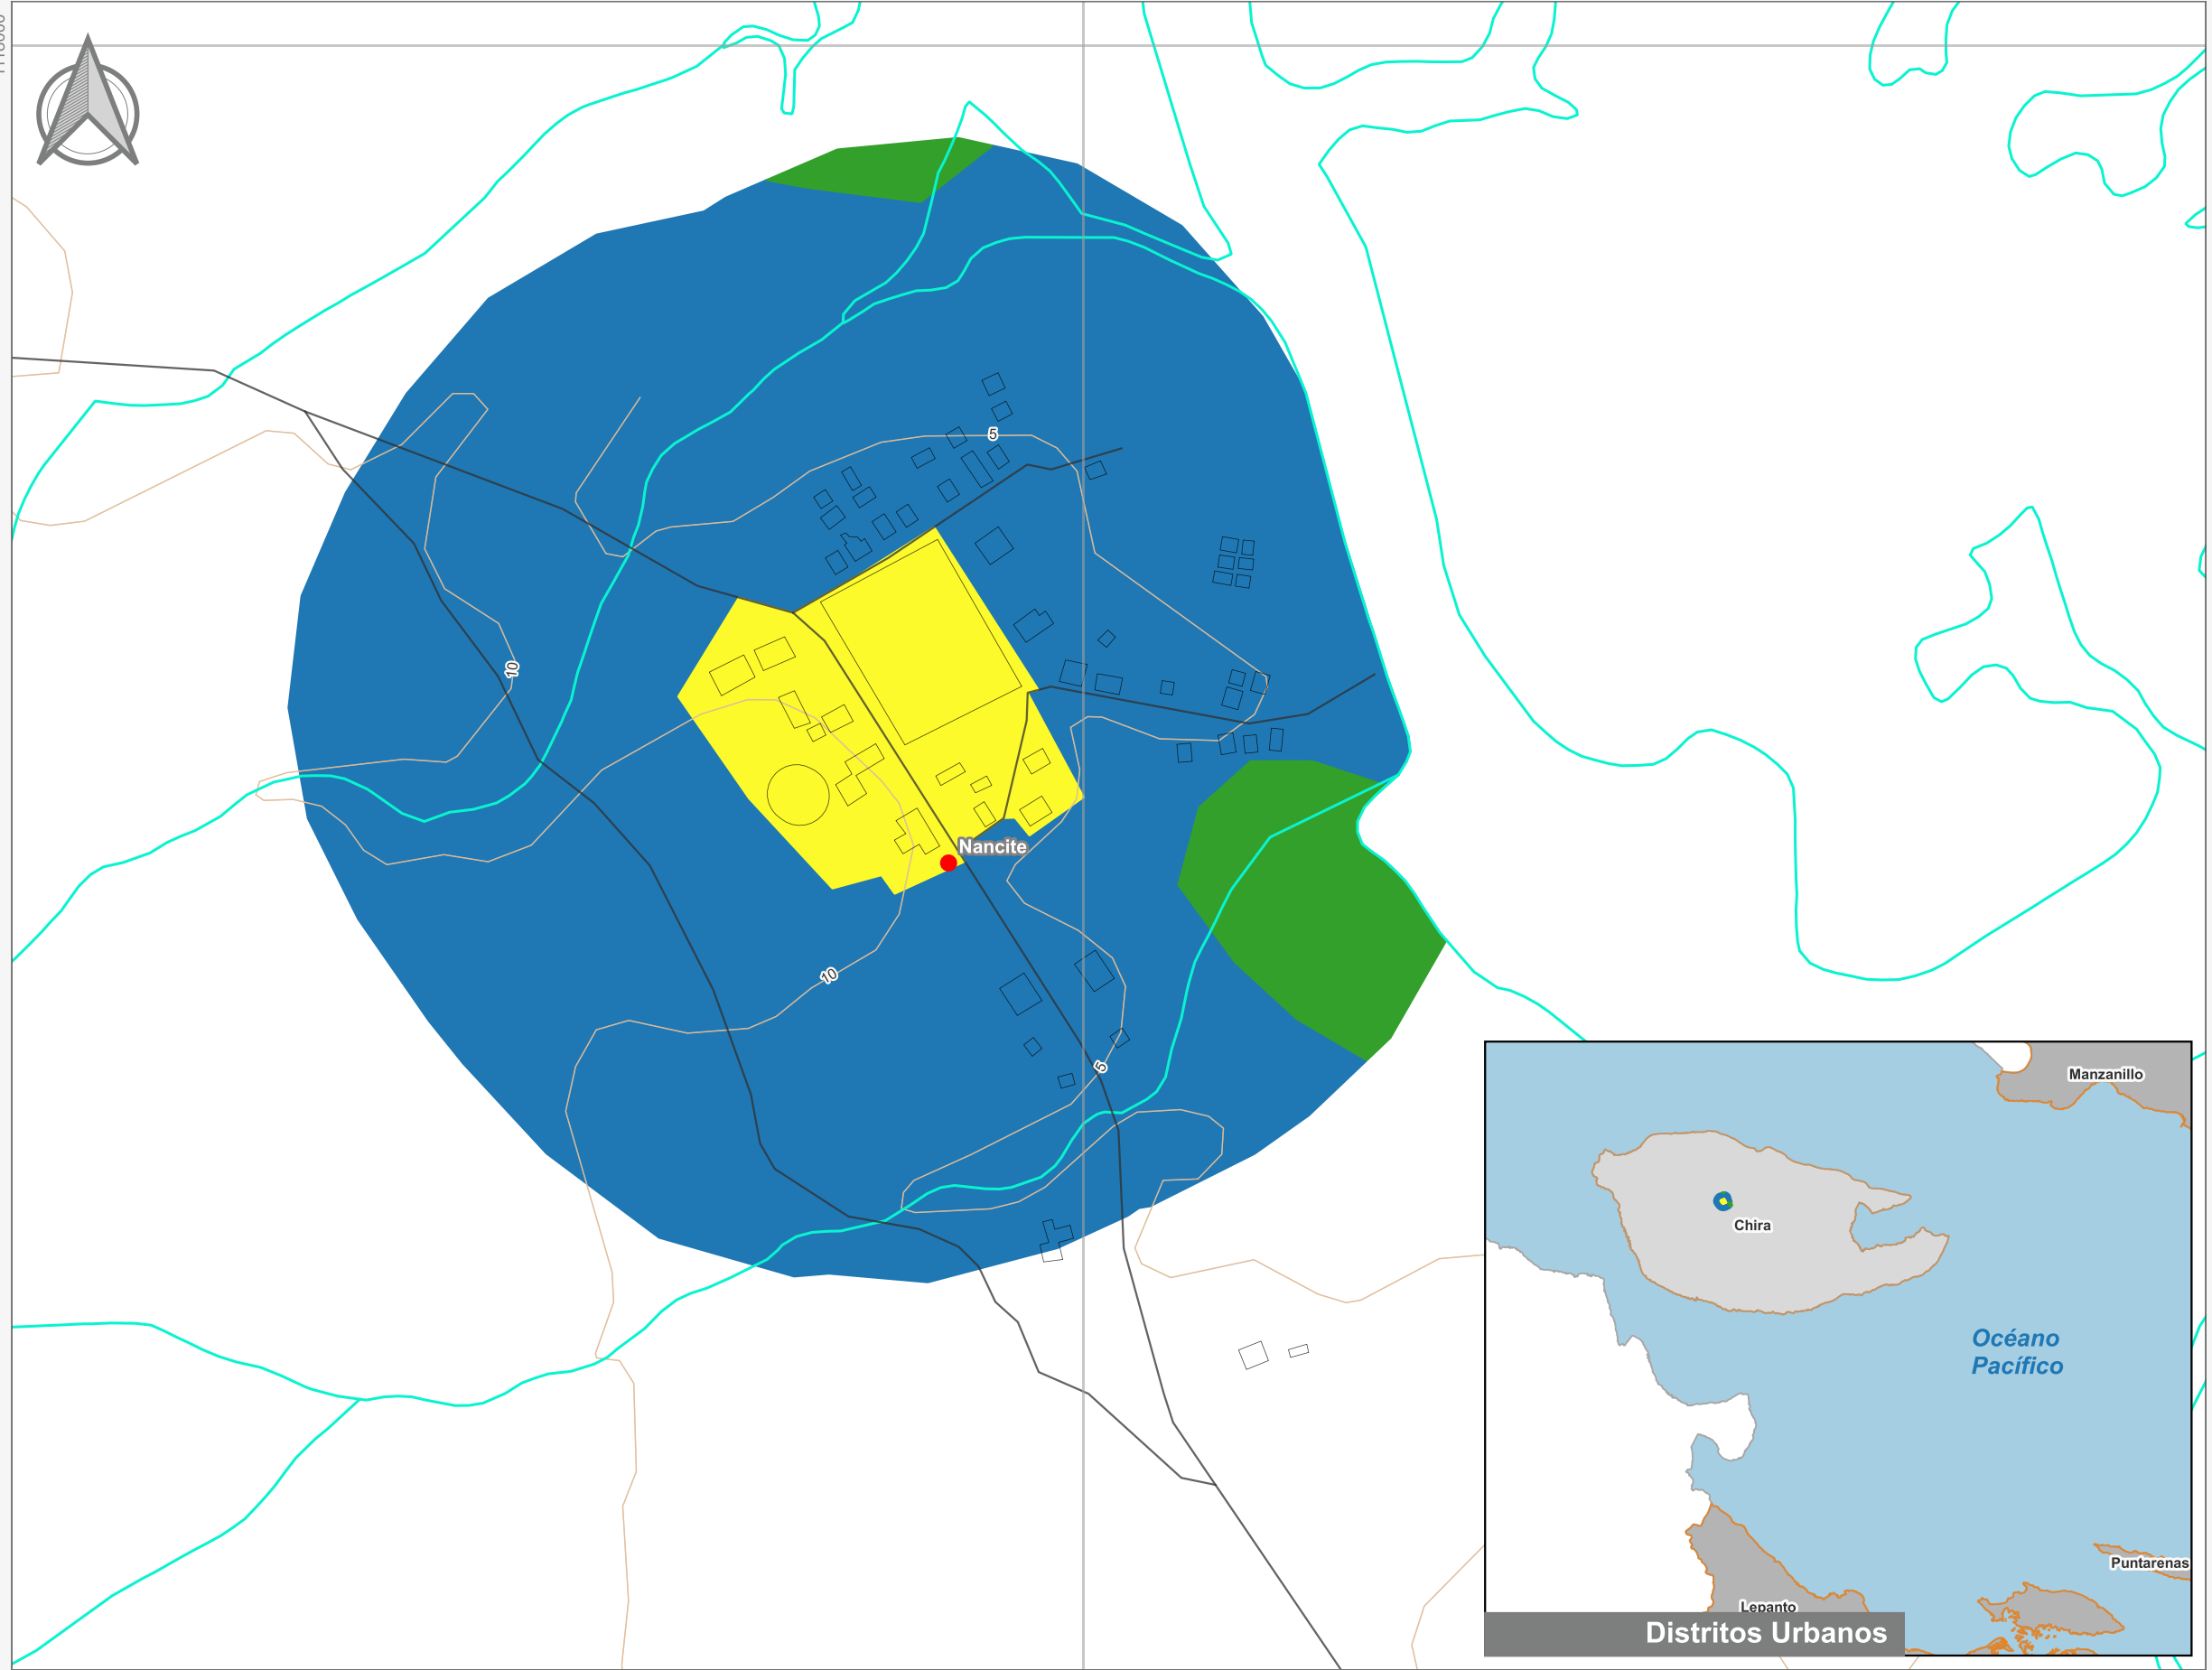 5
10
Nancite
10
5
Manzanillo
Chira
Océano
Pacífico
Puntarenas
Lepanto
Distritos Urbanos